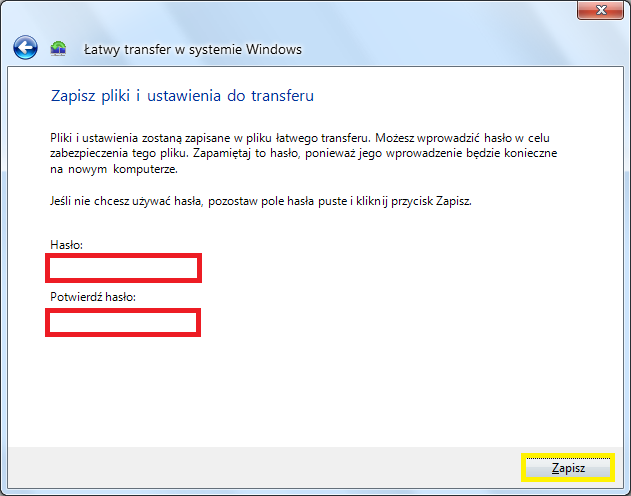 Łatwy transfer w systemie Windows
Zapisz pliki i ustawienia do transferu
Pliki i ustawienia zostaną zapisane w pliku łatwego transferu. Możesz wprowadzić hasło w celu
zabezpieczenia tego pliku. Zapamiętaj to hasło, ponieważ jego wprowadzenie będzie konieczne
na nowym komputerze.
Jeśli nie chcesz używać hasła, pozostaw pole hasła puste i kliknij przycisk Zapisz.
Hasło:
Potwierdź hasło:
Zapisz